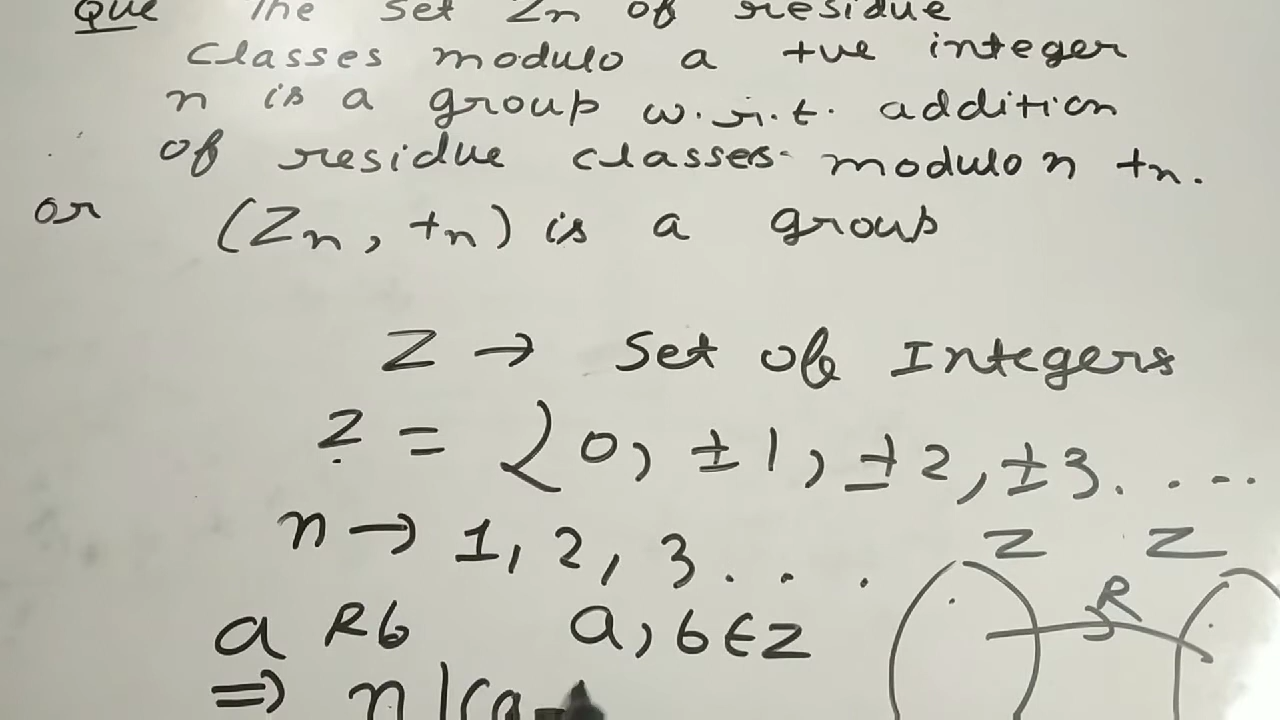 Que The set Zn of residue
classes modulo a +ve integer
n is a group w.r.t. addition
of residue classes modulo n +n.
or (Zn, +n) is a group
Z → Set of Integers
Z = {0, ±1, ±2, ±3. ....
n → 1, 2, 3 . . .
Z Z
R
a R b a, b ∈ Z
⇒ n | (a-